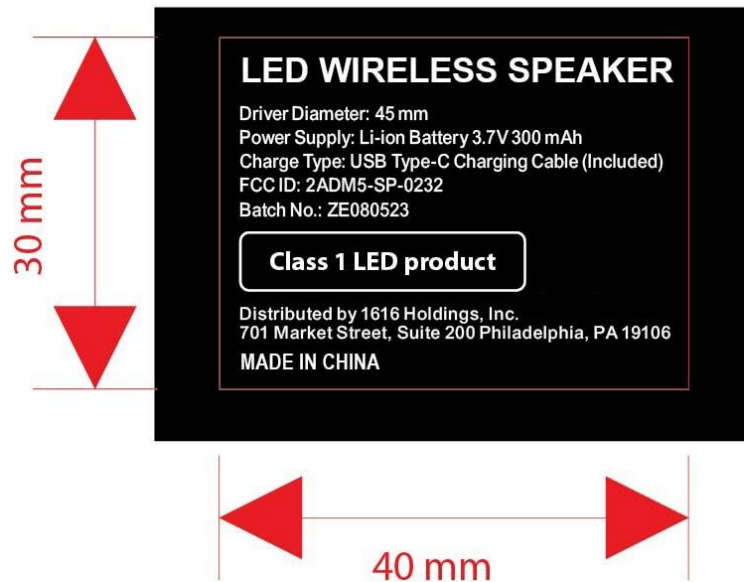 LED WIRELESS SPEAKER
Driver Diameter: 45 mm
Power Supply: Li-ion Battery 3.7V 300 mAh
Charge Type: USB Type-C Charging Cable (Included)
FCC ID: 2ADM5-SP-0232
Batch No.: ZE080523
Class 1 LED product
Distributed by 1616 Holdings, Inc.
701 Market Street, Suite 200 Philadelphia, PA 19106
MADE IN CHINA
30 mm
40 mm